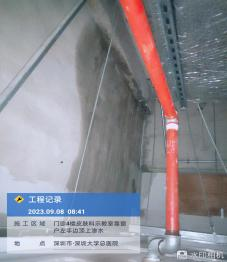 工程记录
2023.09.08 08:41
施工区域 门诊4楼皮肤科示教室靠窗
户左手边顶上渗水
地点 深圳市·深圳大学总医院
水印相机